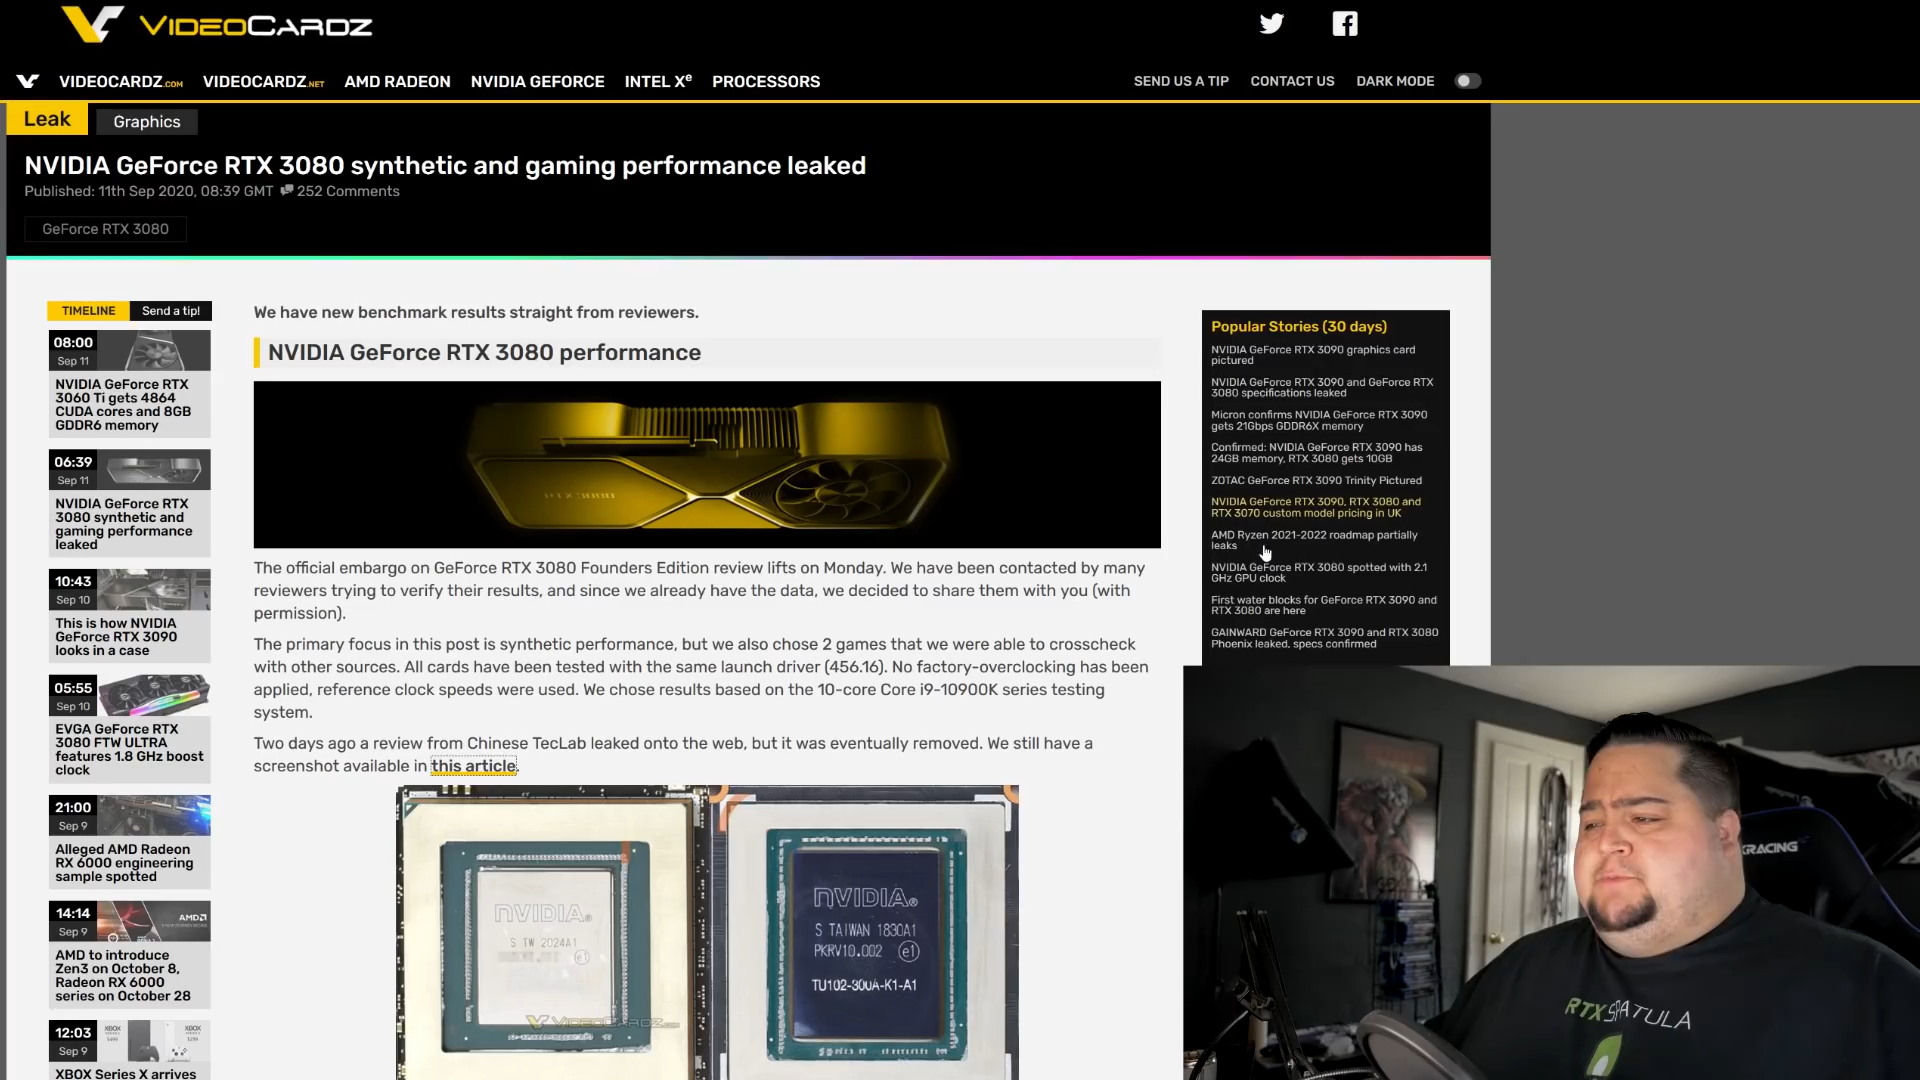 VIDEOCARDZ
VIDEOCARDZ.COM VIDEOCARDZ.NET AMD RADEON NVIDIA GEFORCE INTEL Xe PROCESSORS
SEND US A TIP CONTACT US DARK MODE
Leak Graphics
NVIDIA GeForce RTX 3080 synthetic and gaming performance leaked
Published: 11th Sep 2020, 08:39 GMT 252 Comments
GeForce RTX 3080
TIMELINE Send a tip!
08:00
Sep 11
NVIDIA GeForce RTX
3060 Ti gets 4864
CUDA cores and 8GB
GDDR6 memory
06:39
Sep 11
NVIDIA GeForce RTX
3080 synthetic and
gaming performance
leaked
10:43
Sep 10
This is how NVIDIA
GeForce RTX 3090
looks in a case
05:55
Sep 10
EVGA GeForce RTX
3080 FTW ULTRA
features 1.8 GHz boost
clock
21:00
Sep 9
Alleged AMD Radeon
RX 6000 engineering
sample spotted
14:14
Sep 9
AMD
AMD to introduce
Zen3 on October 8,
Radeon RX 6000
series on October 28
12:03
Sep 9
XBOX
XBOX
XBOX Series X arrives
We have new benchmark results straight from reviewers.
NVIDIA GeForce RTX 3080 performance
RTX 3080
The official embargo on GeForce RTX 3080 Founders Edition review lifts on Monday. We have been contacted by many
reviewers trying to verify their results, and since we already have the data, we decided to share them with you (with
permission).
The primary focus in this post is synthetic performance, but we also chose 2 games that we were able to crosscheck
with other sources. All cards have been tested with the same launch driver (456.16). No factory-overclocking has been
applied, reference clock speeds were used. We chose results based on the 10-core Core i9-10900K series testing
system.
Two days ago a review from Chinese TecLab leaked onto the web, but it was eventually removed. We still have a
screenshot available in this article.
nVIDIA®
S TW 2024A1
e1
VIDEOCARDZ.COM
nVIDIA®
S TAIWAN 1830A1
PKRV10.002 e1
TU102-300A-K1-A1
Popular Stories (30 days)
NVIDIA GeForce RTX 3090 graphics card
pictured
NVIDIA GeForce RTX 3090 and GeForce RTX
3080 specifications leaked
Micron confirms NVIDIA GeForce RTX 3090
gets 21Gbps GDDR6X memory
Confirmed: NVIDIA GeForce RTX 3090 has
24GB memory, RTX 3080 gets 10GB
ZOTAC GeForce RTX 3090 Trinity Pictured
NVIDIA GeForce RTX 3090, RTX 3080 and
RTX 3070 custom model pricing in UK
AMD Ryzen 2021-2022 roadmap partially
leaks
NVIDIA GeForce RTX 3080 spotted with 2.1
GHz GPU clock
First water blocks for GeForce RTX 3090 and
RTX 3080 are here
GAINWARD GeForce RTX 3090 and RTX 3080
Phoenix leaked, specs confirmed
RACING
RTXSPATULA